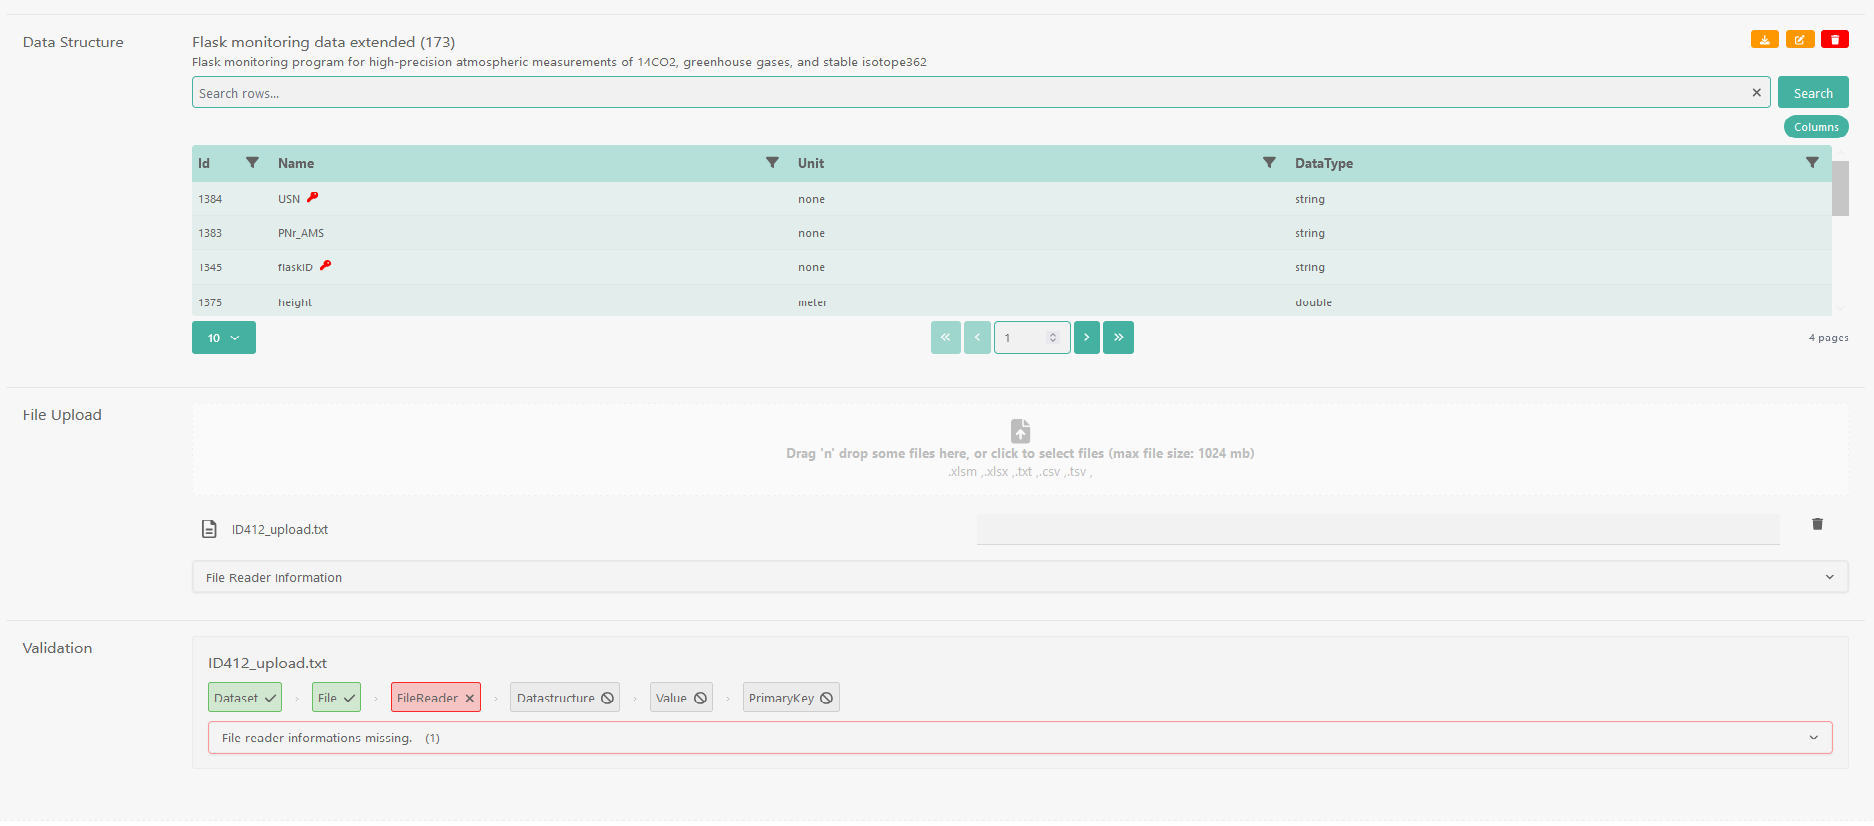 Data Structure
Flask monitoring data extended (173)
Flask monitoring program for high-precision atmospheric measurements of 14CO2, greenhouse gases, and stable isotope362
Search rows...
Search
Columns
Id Name Unit DataType
1384 USN none string
1383 PNr_AMS none string
1345 flaskID none string
1375 height meter double
10
1
4 pages
File Upload
Drag 'n' drop some files here, or click to select files (max file size: 1024 mb)
.xlsm ,.xlsx ,.txt ,.csv ,.tsv ,
ID412_upload.txt
File Reader Information
Validation
ID412_upload.txt
Dataset File FileReader Datastructure Value PrimaryKey
File reader informations missing. (1)